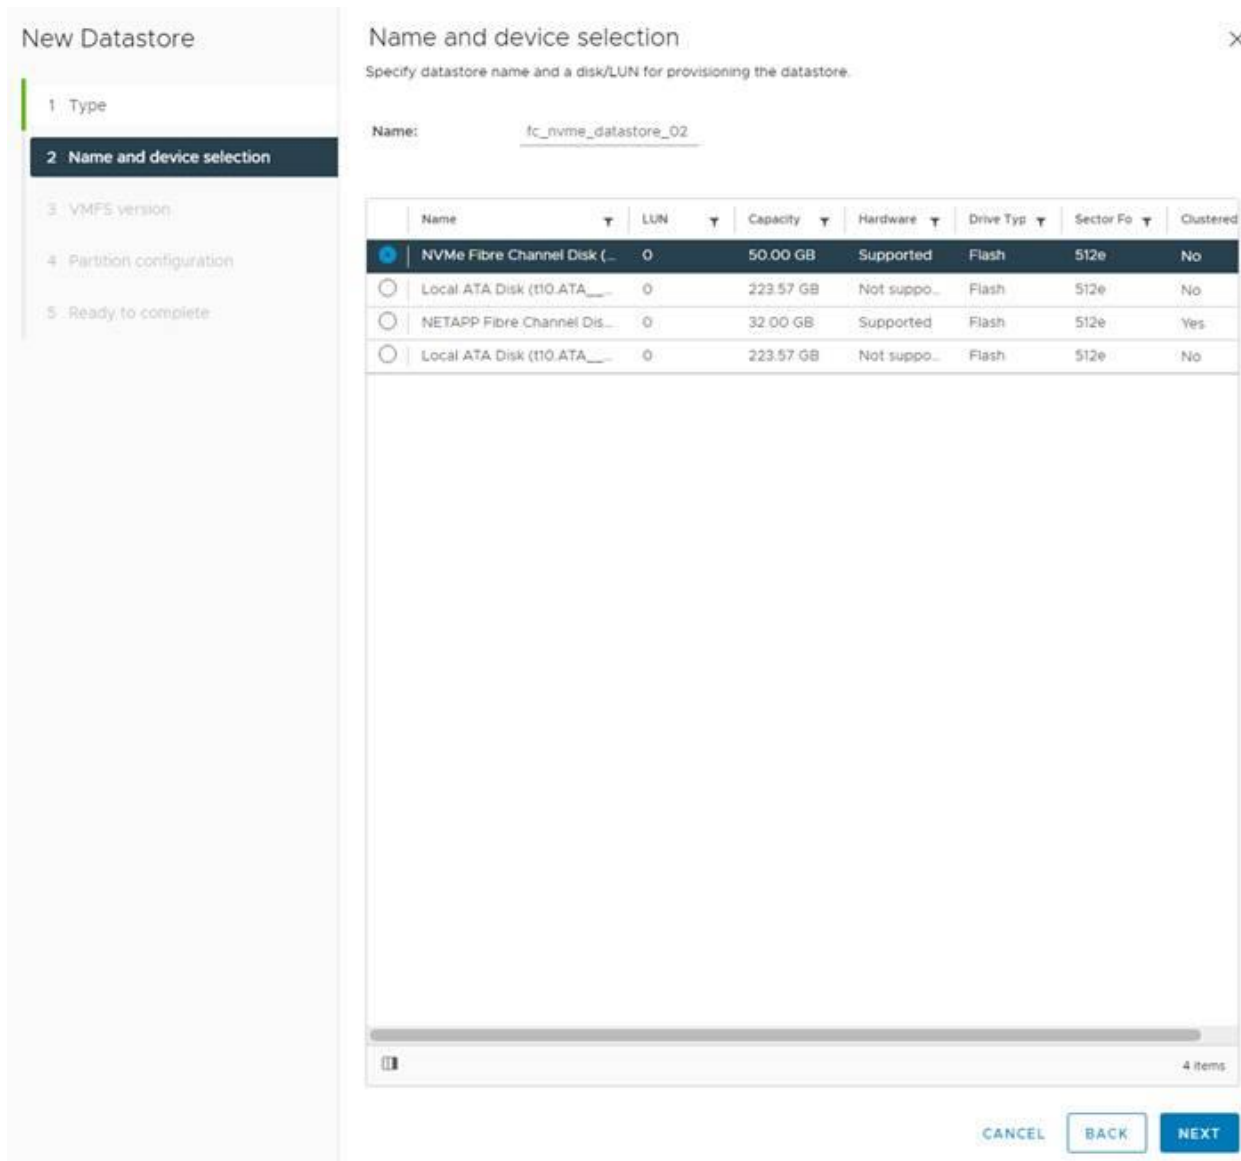 New Datastore
1 Type
2 Name and device selection
3 VMFS version
4 Partition configuration
5 Ready to complete
Name and device selection
Specify datastore name and a disk/LUN for provisioning the datastore.
Name: fc_nvme_datastore_02
Name LUN Capacity Hardware Drive Typ Sector Fo Clustered
NVMe Fibre Channel Disk (... 0 50.00 GB Supported Flash 512e No
Local ATA Disk (t10.ATA__... 0 223.57 GB Not suppo... Flash 512e No
NETAPP Fibre Channel Dis... 0 32.00 GB Supported Flash 512e Yes
Local ATA Disk (t10.ATA__... 0 223.57 GB Not suppo... Flash 512e No
4 items
CANCEL BACK NEXT